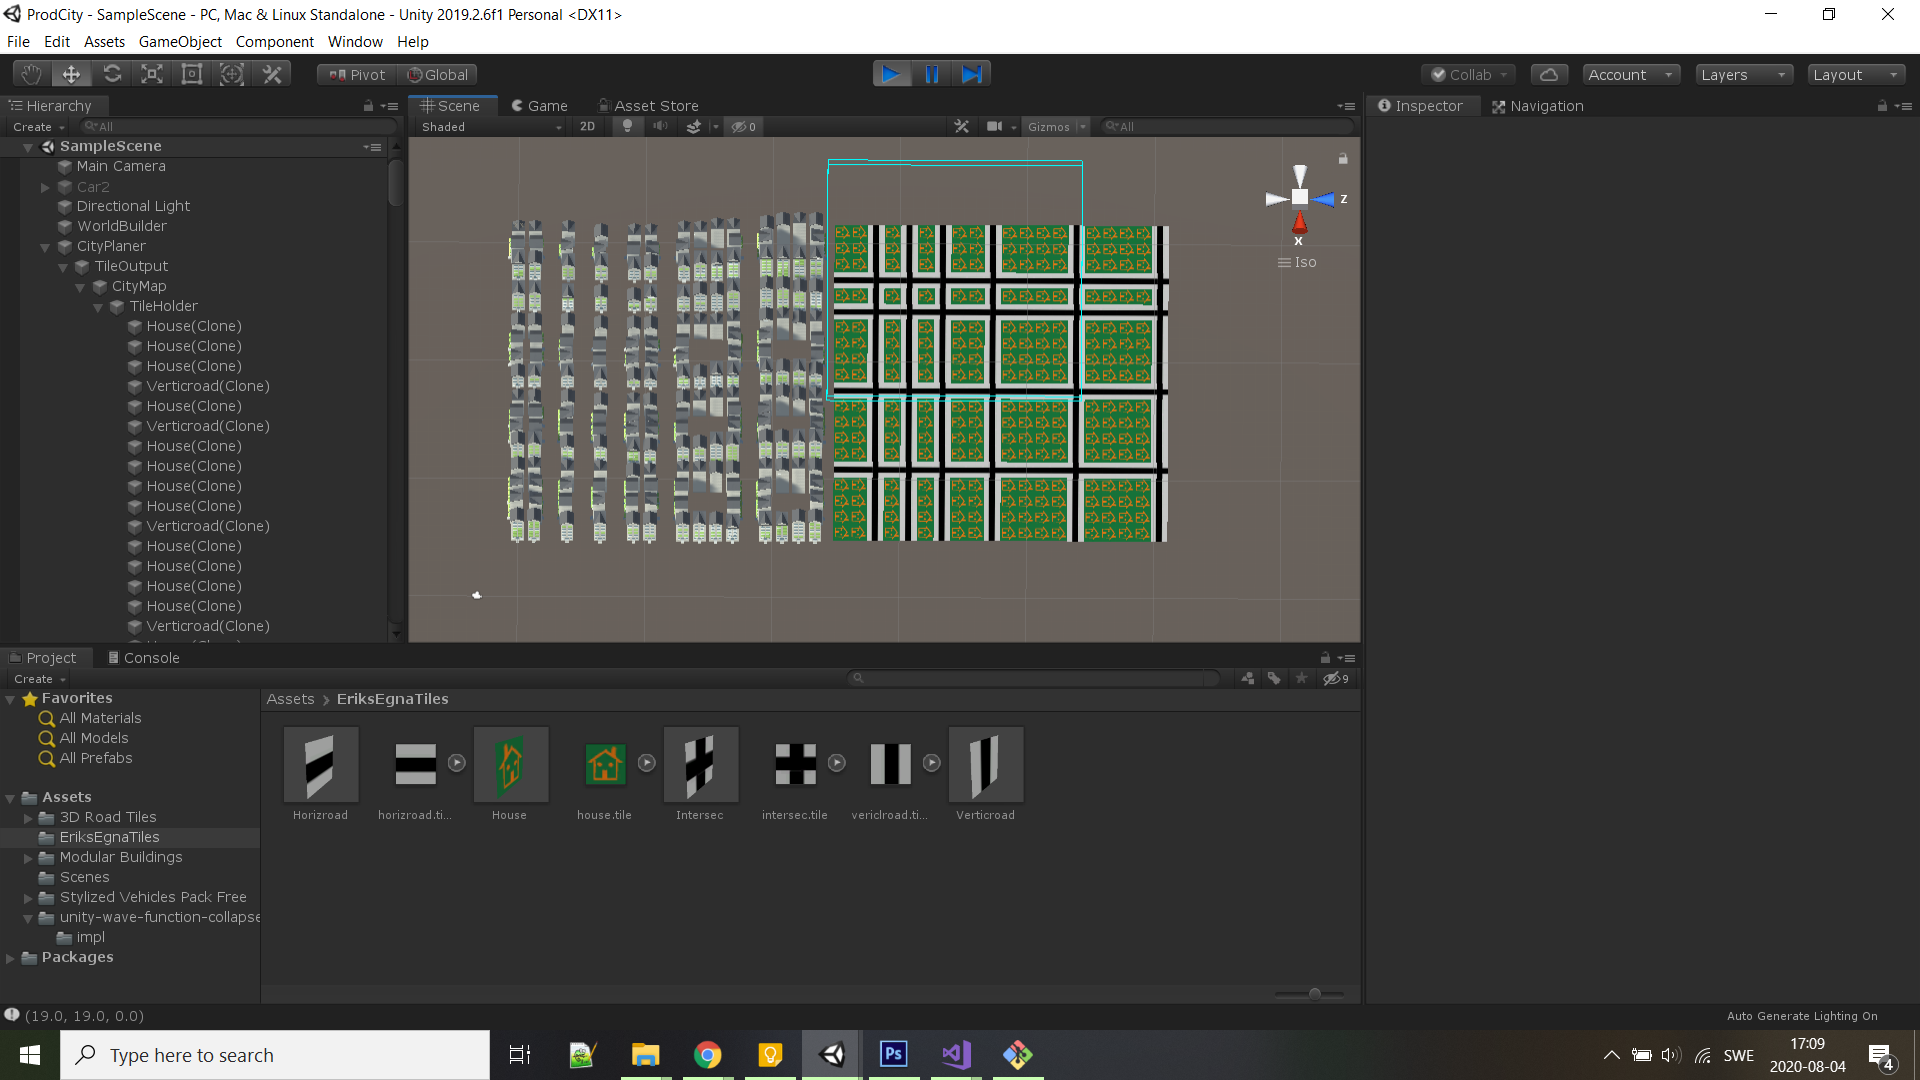 ProdCity - SampleScene - PC, Mac & Linux Standalone - Unity 2019.2.6f1 Personal <DX11>
File Edit Assets GameObject Component Window Help
Pivot Global Collab Account Layers Layout
Hierarchy Scene Game Asset Store Inspector Navigation
Create All Shaded 2D 0 Gizmos All
SampleScene
Main Camera
Car2
Directional Light
WorldBuilder
CityPlaner
TileOutput
CityMap
TileHolder
House(Clone)
House(Clone)
House(Clone)
Verticroad(Clone)
House(Clone)
Verticroad(Clone)
House(Clone)
House(Clone)
House(Clone)
House(Clone)
Verticroad(Clone)
House(Clone)
House(Clone)
House(Clone)
House(Clone)
Verticroad(Clone)
z
x
Iso
Project Console
Create 9
Favorites
All Materials
All Models
All Prefabs
Assets
3D Road Tiles
EriksEgnaTiles
Modular Buildings
Scenes
Stylized Vehicles Pack Free
unity-wave-function-collapse
impl
Packages
Assets EriksEgnaTiles
Horizroad horizroad.ti... House house.tile Intersec intersec.tile vericlroad.ti... Verticroad
(19.0, 19.0, 0.0) Auto Generate Lighting On
Type here to search
Ps
SWE
17:09
2020-08-04
4